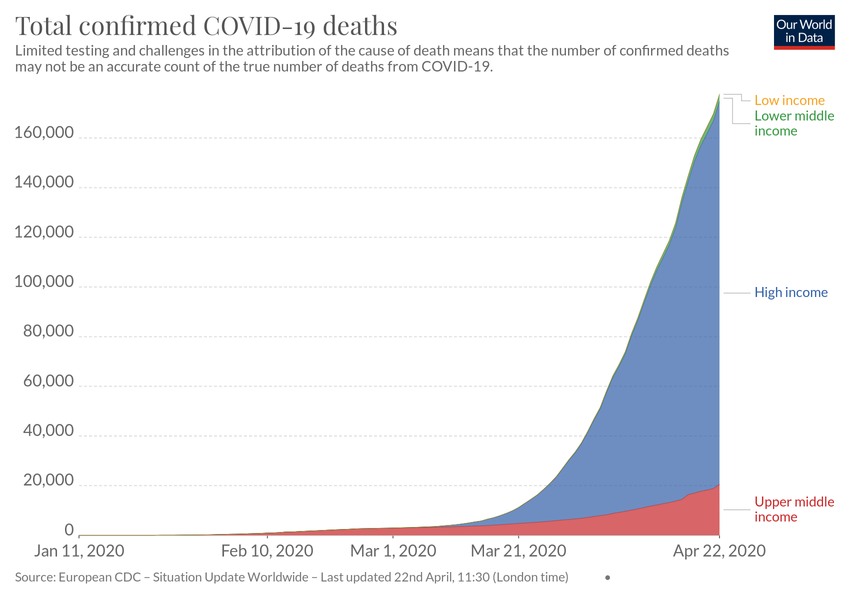 Total confirmed COVID-19 deaths
Our World
in Data
Limited testing and challenges in the attribution of the cause of death means that the number of confirmed deaths
may not be an accurate count of the true number of deaths from COVID-19.
Low income
Lower middle
income
160,000
140,000
120,000
100,000
High income
80,000
60,000
40,000
20,000
Upper middle
income
0
Jan 11, 2020
Feb 10, 2020
Mar 1, 2020
Mar 21, 2020
Apr 22, 2020
Source: European CDC – Situation Update Worldwide – Last updated 22nd April, 11:30 (London time)